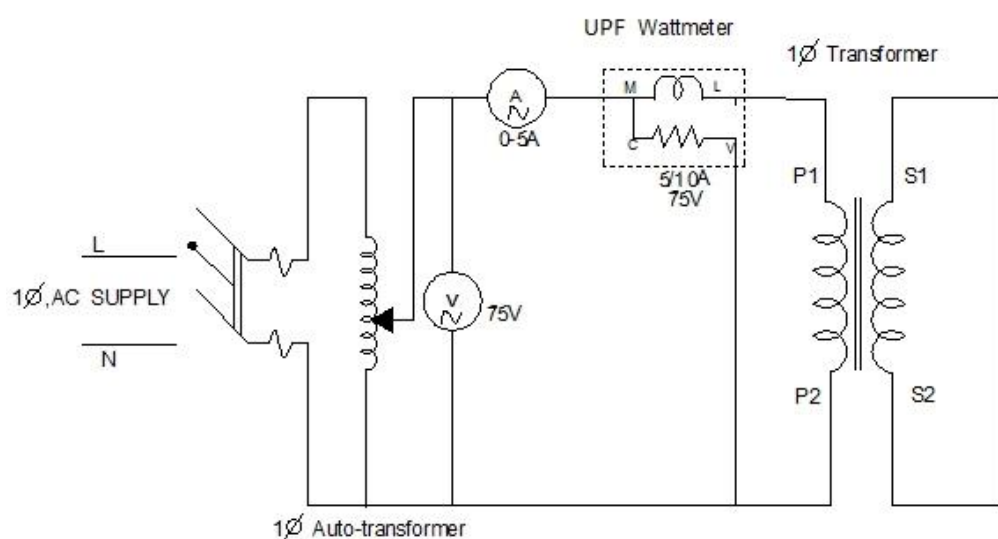 UPF Wattmeter
1Ø Transformer
A
0-5A
M
L
C
V
5/10A
75V
P1
S1
L
1Ø,AC SUPPLY
N
V
75V
P2
S2
1Ø Auto-transformer